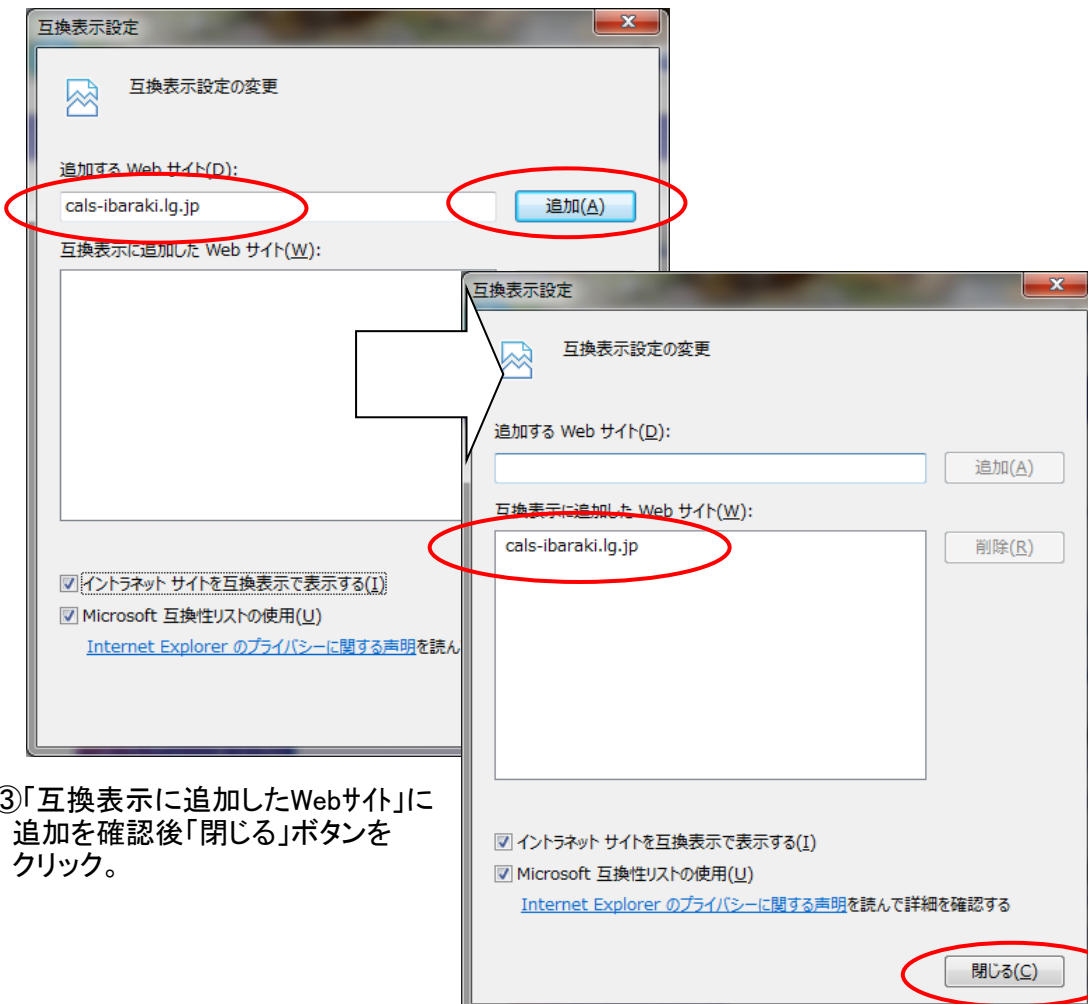 互換表示設定
互換表示設定の変更
追加する Web サイト(D):
cals-ibaraki.lg.jp
追加(A)
互換表示に追加した Web サイト(W):
イントラネット サイトを互換表示で表示する(I)
Microsoft 互換性リストの使用(U)
Internet Explorer のプライバシーに関する声明を読ん
互換表示設定
互換表示設定の変更
追加する Web サイト(D):
追加(A)
互換表示に追加した Web サイト(W):
cals-ibaraki.lg.jp
削除(R)
イントラネット サイトを互換表示で表示する(I)
Microsoft 互換性リストの使用(U)
Internet Explorer のプライバシーに関する声明を読んで詳細を確認する
閉じる(C)
③「互換表示に追加したWebサイト」に
追加を確認後「閉じる」ボタンを
クリック。